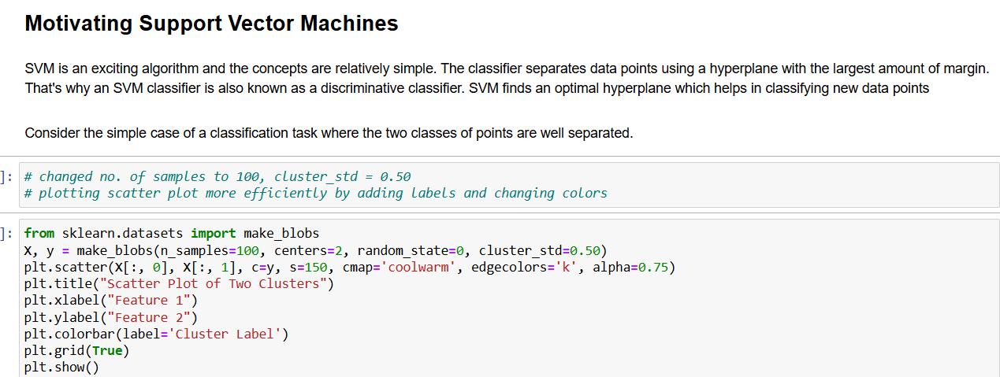 Motivating Support Vector Machines
SVM is an exciting algorithm and the concepts are relatively simple. The classifier separates data points using a hyperplane with the largest amount of margin.
That's why an SVM classifier is also known as a discriminative classifier. SVM finds an optimal hyperplane which helps in classifying new data points
Consider the simple case of a classification task where the two classes of points are well separated.
]: # changed no. of samples to 100, cluster_std = 0.50
# plotting scatter plot more efficiently by adding labels and changing colors
]: from sklearn.datasets import make_blobs
X, y = make_blobs(n_samples=100, centers=2, random_state=0, cluster_std=0.50)
plt.scatter(X[:, 0], X[:, 1], c=y, s=150, cmap='coolwarm', edgecolors='k', alpha=0.75)
plt.title("Scatter Plot of Two Clusters")
plt.xlabel("Feature 1")
plt.ylabel("Feature 2")
plt.colorbar(label='Cluster Label')
plt.grid(True)
plt.show()